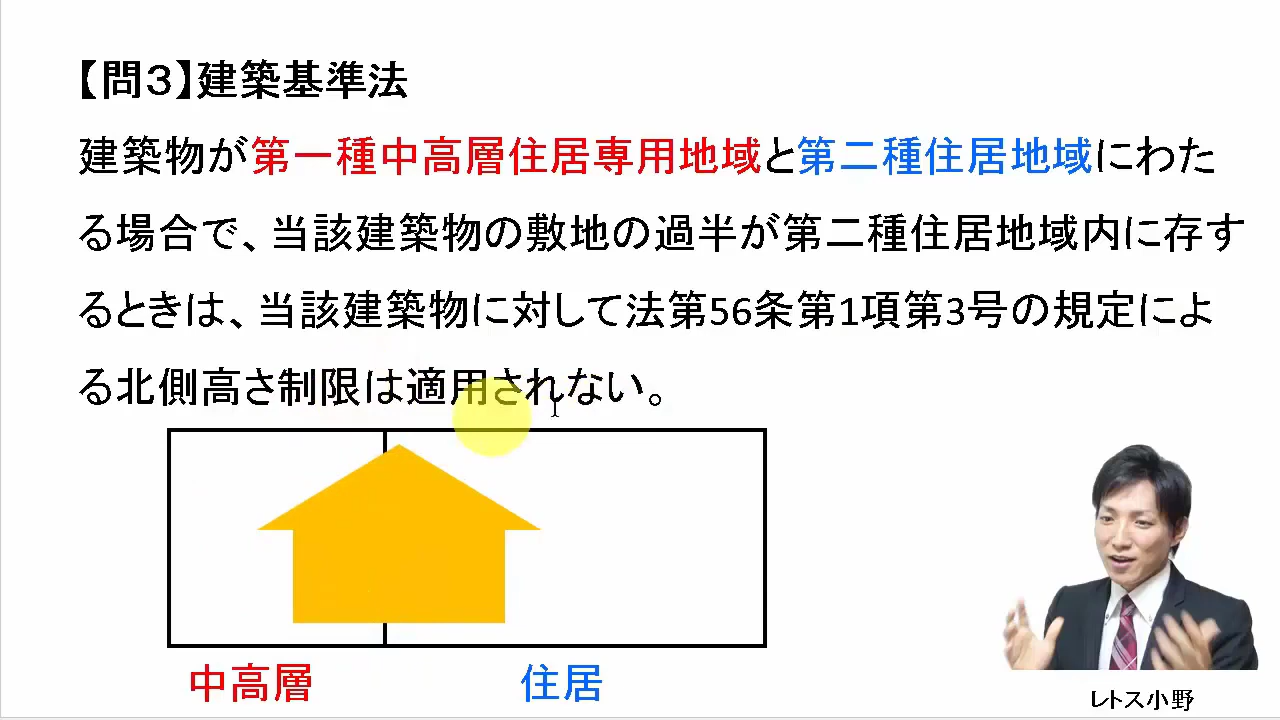 【問３】建築基準法
建築物が第一種中高層住居専用地域と第二種住居地域にわた
る場合で、当該建築物の敷地の過半が第二種住居地域内に存す
るときは、当該建築物に対して法第56条第1項第3号の規定によ
る北側高さ制限は適用されない。
中高層
住居
レトス小野